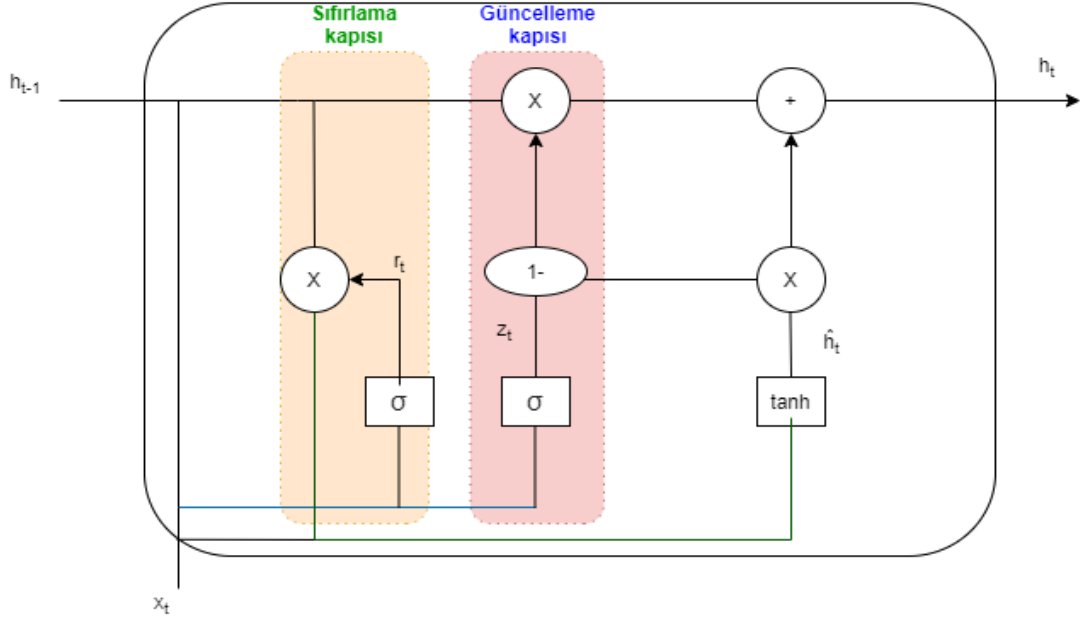 Sıfırlama
kapısı
Güncelleme
kapısı
hₜ₋₁
X
+
hₜ
X
rₜ
1-
X
zₜ
ĥₜ
σ
σ
tanh
xₜ